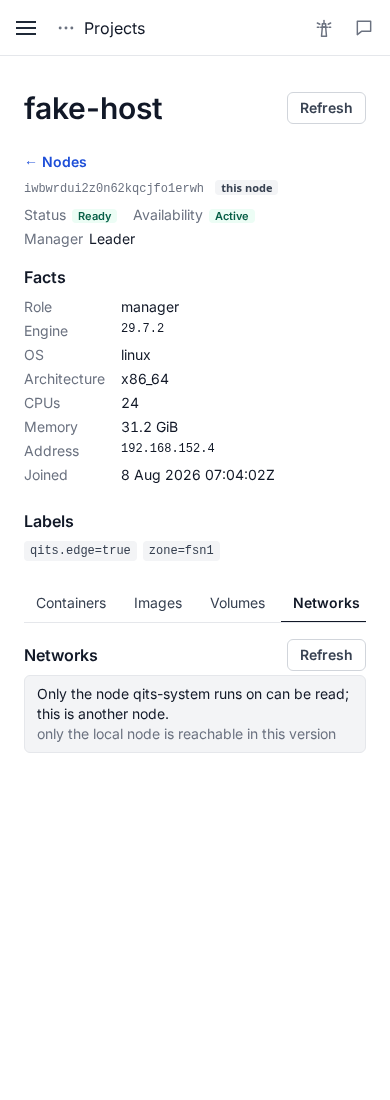 Projects
fake-host
Refresh
← Nodes
iwbwrdui2z0n62kqcjfo1erwh this node
Status Ready Availability Active
Manager Leader
Facts
Role manager
Engine 29.7.2
OS linux
Architecture x86_64
CPUs 24
Memory 31.2 GiB
Address 192.168.152.4
Joined 8 Aug 2026 07:04:02Z
Labels
qits.edge=true zone=fsn1
Containers Images Volumes Networks
Networks Refresh
Only the node qits-system runs on can be read;
this is another node.
only the local node is reachable in this version